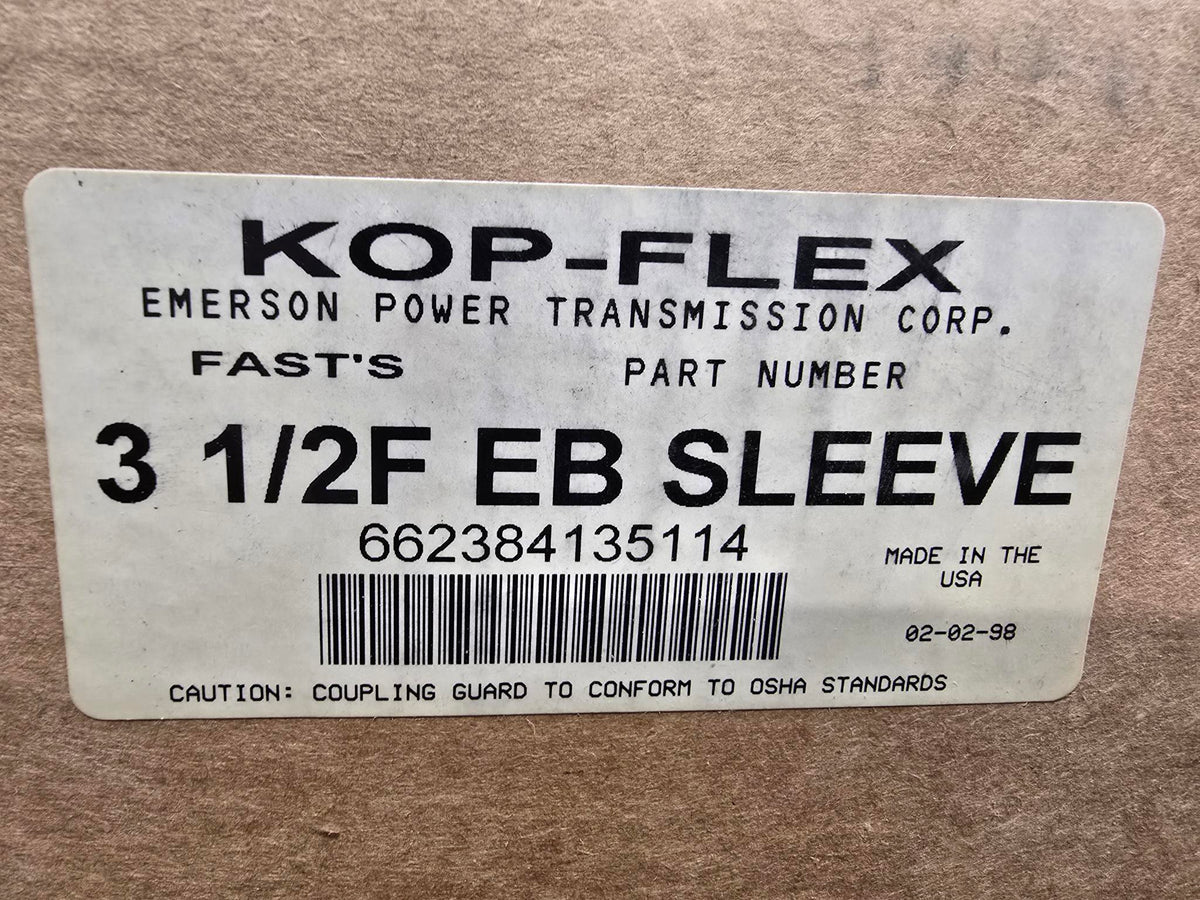 KOP-FLEX
EMERSON POWER TRANSMISSION CORP.
FAST'S PART NUMBER
3 1/2F EB SLEEVE
662384135114
MADE IN THE
USA
02-02-98
CAUTION: COUPLING GUARD TO CONFORM TO OSHA STANDARDS